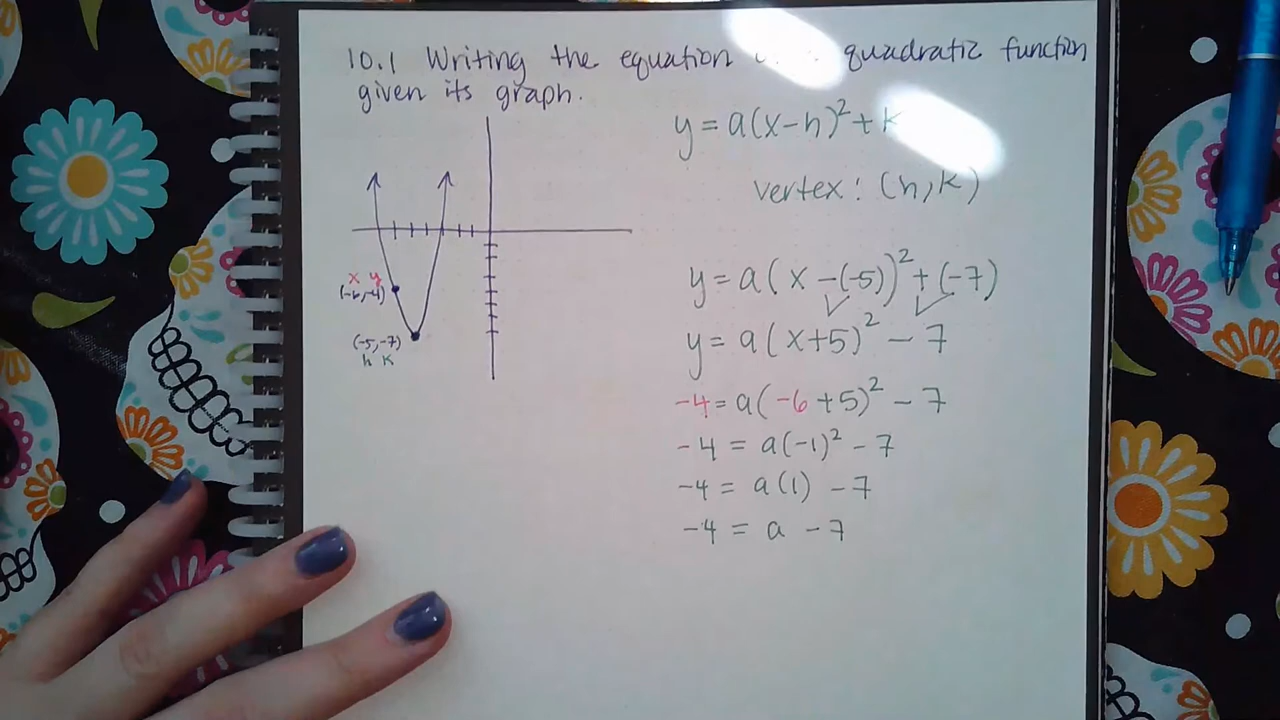 10.1 Writing the equation quadratic function
given its graph.
y = a(x-h)² + k
vertex : (h, k)
x y
(-6,-4)
(-5,-7)
h k
y = a(x-(-5))² + (-7)
y = a(x+5)² - 7
-4 = a(-6+5)² - 7
-4 = a(-1)² - 7
-4 = a(1) - 7
-4 = a - 7